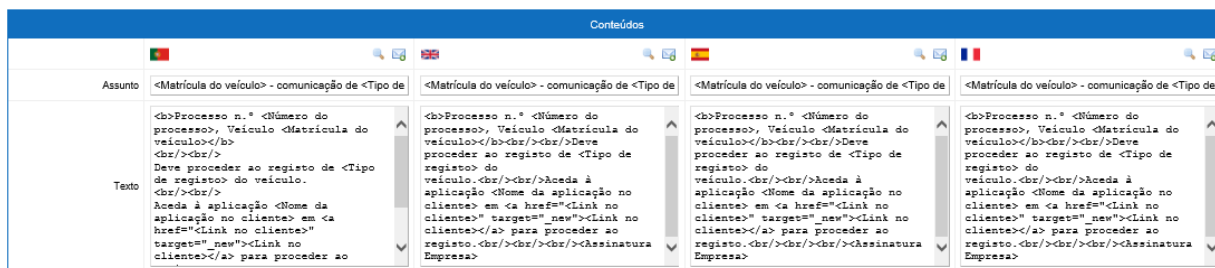 Conteúdos
Assunto
<Matrícula do veículo> - comunicação de <Tipo de
<Matrícula do veículo> - comunicação de <Tipo de
<Matrícula do veículo> - comunicação de <Tipo de
<Matrícula do veículo> - comunicação de <Tipo de
Texto
<b>Processo n.º <Número do
processo>, Veículo <Matrícula do
veículo></b>
<br/><br/>
Deve proceder ao registo de <Tipo
de registo> do veículo.
<br/><br/>
Aceda à aplicação <Nome da
aplicação no cliente> em <a
href="<Link no cliente>"
target="_new"><Link no
cliente></a> para proceder ao
<b>Processo n.º <Número do
processo>, Veículo <Matrícula do
veículo></b><br/><br/>Deve
proceder ao registo de <Tipo de
registo> do
veículo.<br/><br/>Aceda à
aplicação <Nome da aplicação no
cliente> em <a href="<Link no
cliente>" target="_new"><Link no
cliente></a> para proceder ao
registo.<br/><br/><br/><Assinatura
Empresa>
<b>Processo n.º <Número do
processo>, Veículo <Matrícula do
veículo></b><br/><br/>Deve
proceder ao registo de <Tipo de
registo> do
veículo.<br/><br/>Aceda à
aplicação <Nome da aplicação no
cliente> em <a href="<Link no
cliente>" target="_new"><Link no
cliente></a> para proceder ao
registo.<br/><br/><br/><Assinatura
Empresa>
<b>Processo n.º <Número do
processo>, Veículo <Matrícula do
veículo></b><br/><br/>Deve
proceder ao registo de <Tipo de
registo> do
veículo.<br/><br/>Aceda à
aplicação <Nome da aplicação no
cliente> em <a href="<Link no
cliente>" target="_new"><Link no
cliente></a> para proceder ao
registo.<br/><br/><br/><Assinatura
Empresa>